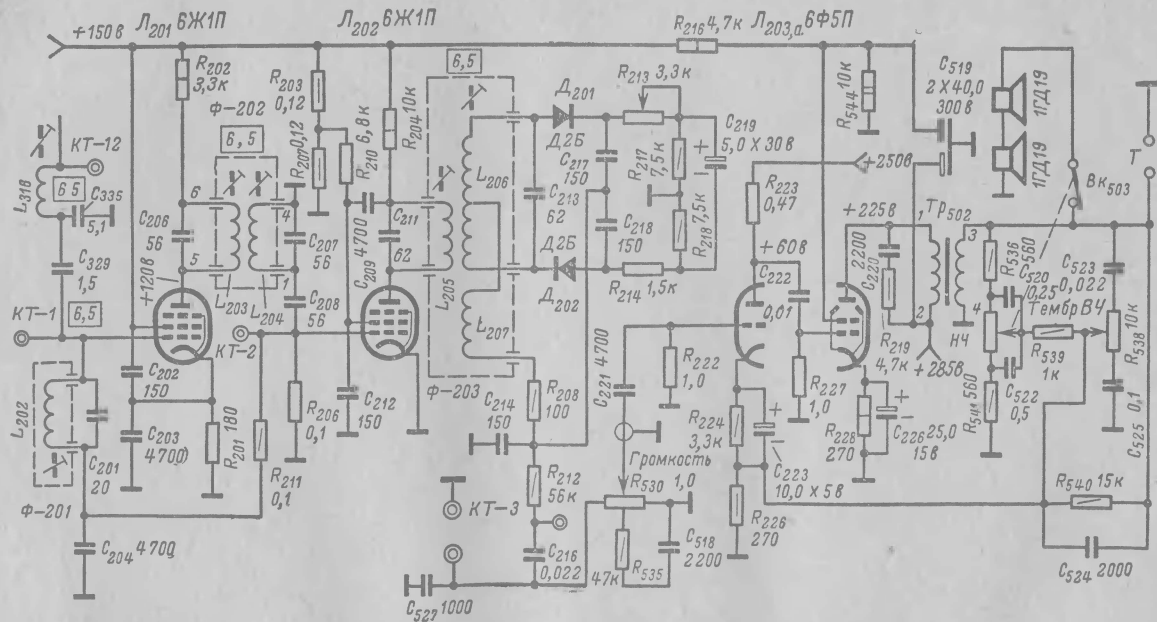 +150в
Л201 6Ж1П
Л202 6Ж1П
R216 4,7к
Л203,а 6Ф5П
R202
3,3к
R203
0,12
Ф-202
6,5
R207 0,12
R210 6,8к
R204 10к
6,5
Д201
Д2Б
R213 3,3к
C219
5,0 X 30в
R544 10к
C519
2 X 40,0
300в
1ГД19
1ГД19
КТ-12
L316
6 5
C335
5,1
C329
1,5
C206
56
6
5
4
1
C207
56
C208
56
C211
62
4700
C209
L206
C213
62
C217
150
C218
150
R217
7,5к
R218 7,5к
+250в
R223
0,47
+225в
Тр502
Вк503
Т
+120в
L203
L204
L205
Д2Б
Д202
R214 1,5к
+60в
C222
0,01
2200
C220
1
2
3
4
R536
560
C520
0,25
C523
0,022
КТ-1
6,5
КТ-2
L207
Ф-203
R219
4,7к
+285в
НЧ
Тембр ВЧ
R539
1к
R538 10к
L202
C202
150
C203
4700
R201 180
R211
0,1
R206
0,1
C212
150
C214
150
R208
100
C221 4700
R222
1,0
R227
1,0
R224
3,3к
R228
270
C226 25,0
15в
R541 560
C522
0,5
C525 0,1
C201
20
Ф-201
C204 4700
R212
56к
КТ-3
Громкость
R530
1,0
C223
10,0 X 5в
R226
270
C216
0,022
47к
R535
C518
2200
R540 15к
C524 2000
C527 1000